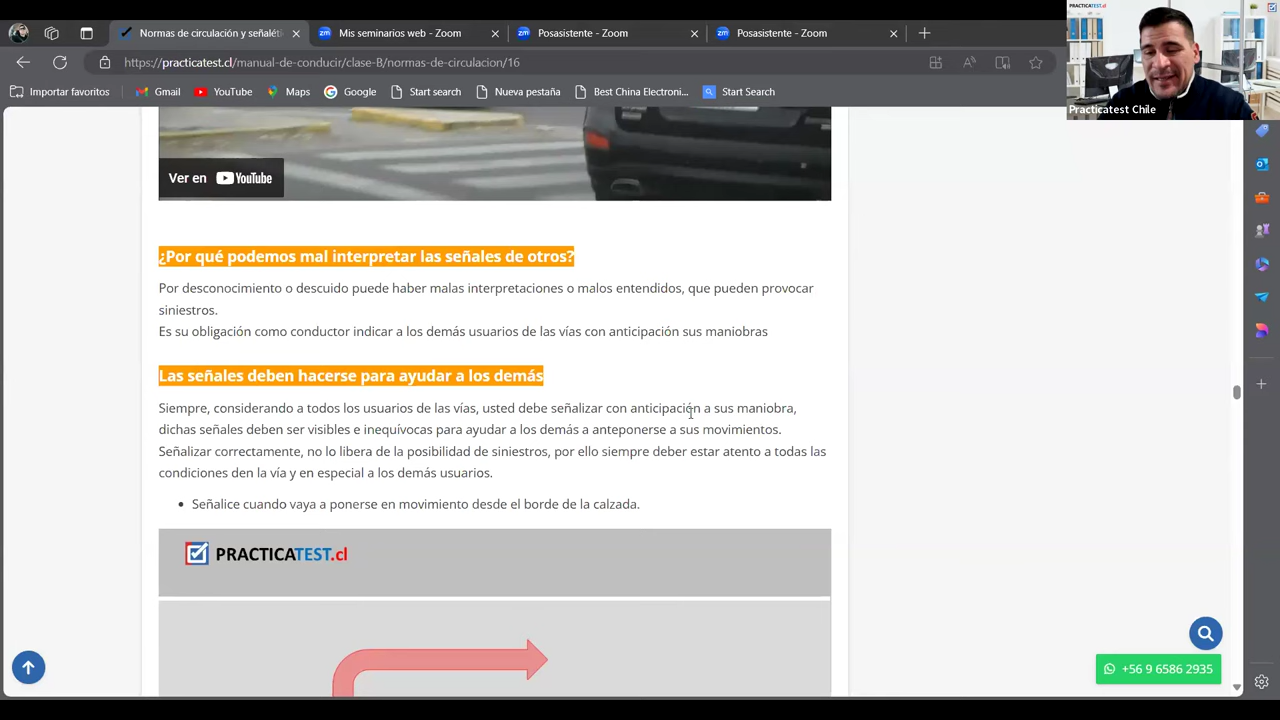 PRACTICATEST.cl
Normas de circulación y señaléti
Mis seminarios web - Zoom
Posasistente - Zoom
Posasistente - Zoom
https://practicatest.cl/manual-de-conducir/clase-B/normas-de-circulacion/16
Importar favoritos
Gmail
YouTube
Maps
Google
Start search
Nueva pestaña
Best China Electroni...
Start Search
Practicatest Chile
Ver en YouTube
¿Por qué podemos mal interpretar las señales de otros?
Por desconocimiento o descuido puede haber malas interpretaciones o malos entendidos, que pueden provocar
siniestros.
Es su obligación como conductor indicar a los demás usuarios de las vías con anticipación sus maniobras
Las señales deben hacerse para ayudar a los demás
Siempre, considerando a todos los usuarios de las vías, usted debe señalizar con anticipación a sus maniobra,
dichas señales deben ser visibles e inequívocas para ayudar a los demás a anteponerse a sus movimientos.
Señalizar correctamente, no lo libera de la posibilidad de siniestros, por ello siempre deber estar atento a todas las
condiciones den la vía y en especial a los demás usuarios.
Señalice cuando vaya a ponerse en movimiento desde el borde de la calzada.
PRACTICATEST.cl
+56 9 6586 2935